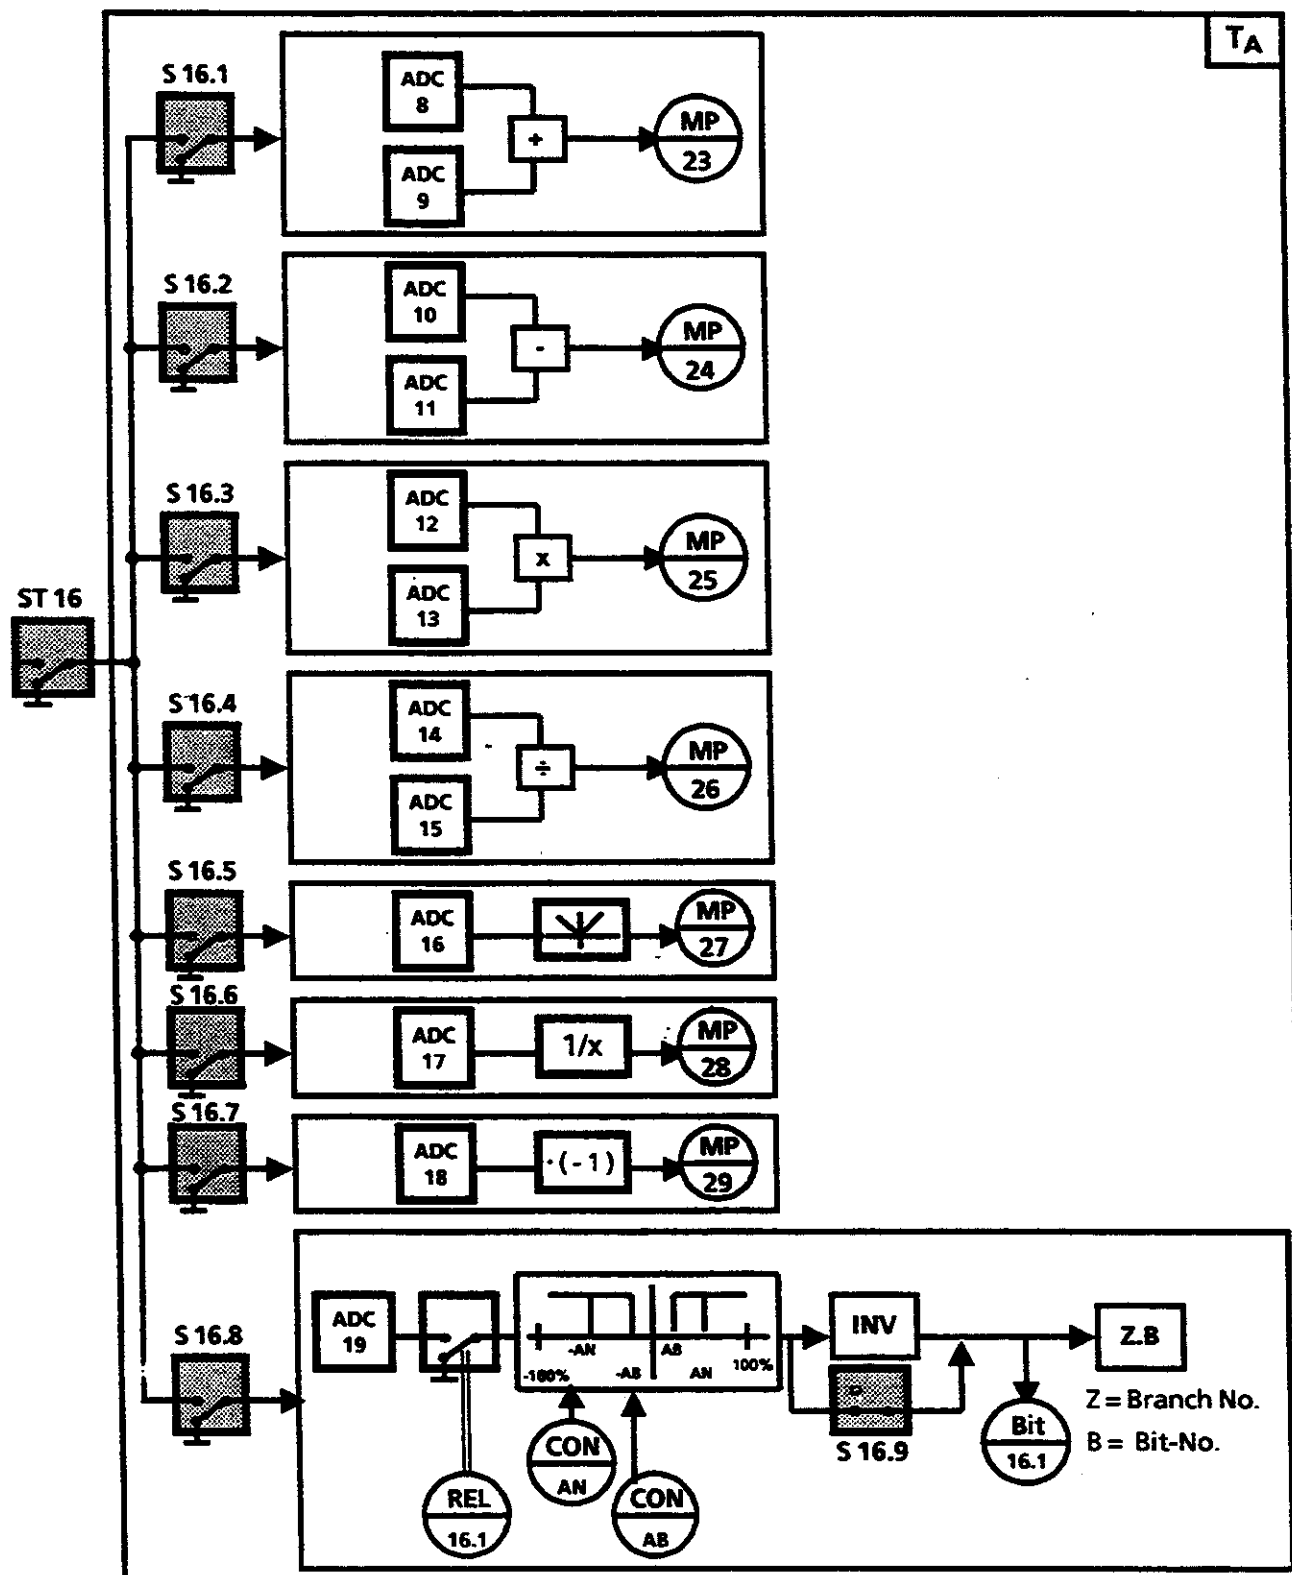 TA
S 16.1
ADC
8
+
ADC
9
MP
23
S 16.2
ADC
10
-
ADC
11
MP
24
S 16.3
ADC
12
x
ADC
13
MP
25
ST 16
S 16.4
ADC
14
÷
ADC
15
MP
26
S 16.5
ADC
16
MP
27
S 16.6
ADC
17
1/x
MP
28
S 16.7
ADC
18
·(-1)
MP
29
S 16.8
ADC
19
-AN
AB
-100%
-AB
AN
100%
INV
Z.B
S 16.9
Z = Branch No.
B = Bit-No.
Bit
16.1
CON
AN
CON
AB
REL
16.1